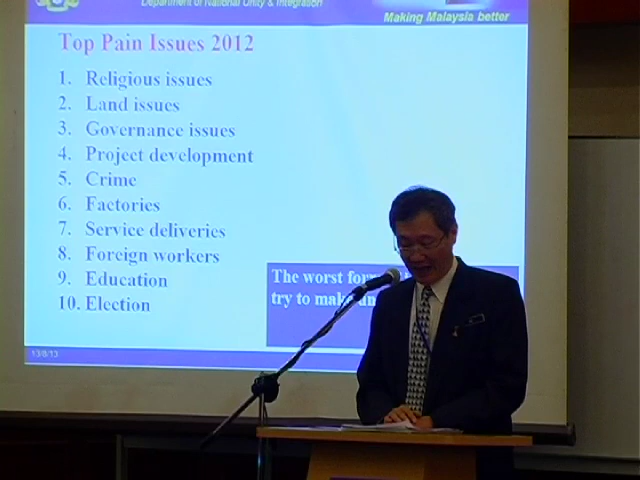 Department of National Unity & Integration
Making Malaysia better
Top Pain Issues 2012
1. Religious issues
2. Land issues
3. Governance issues
4. Project development
5. Crime
6. Factories
7. Service deliveries
8. Foreign workers
9. Education
10. Election
The worst
try to make
13/8/13